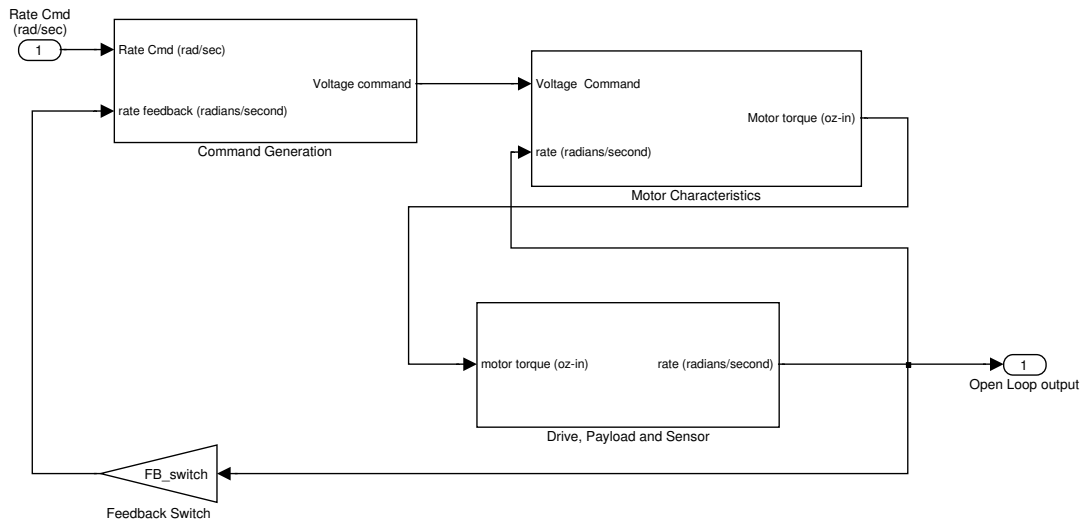 Rate Cmd
(rad/sec)
1
Rate Cmd (rad/sec)
Voltage command
rate feedback (radians/second)
Command Generation
Voltage  Command
Motor torque (oz-in)
rate (radians/second)
Motor Characteristics
motor torque (oz-in)
rate (radians/second)
Drive, Payload and Sensor
1
Open Loop output
FB_switch
Feedback Switch